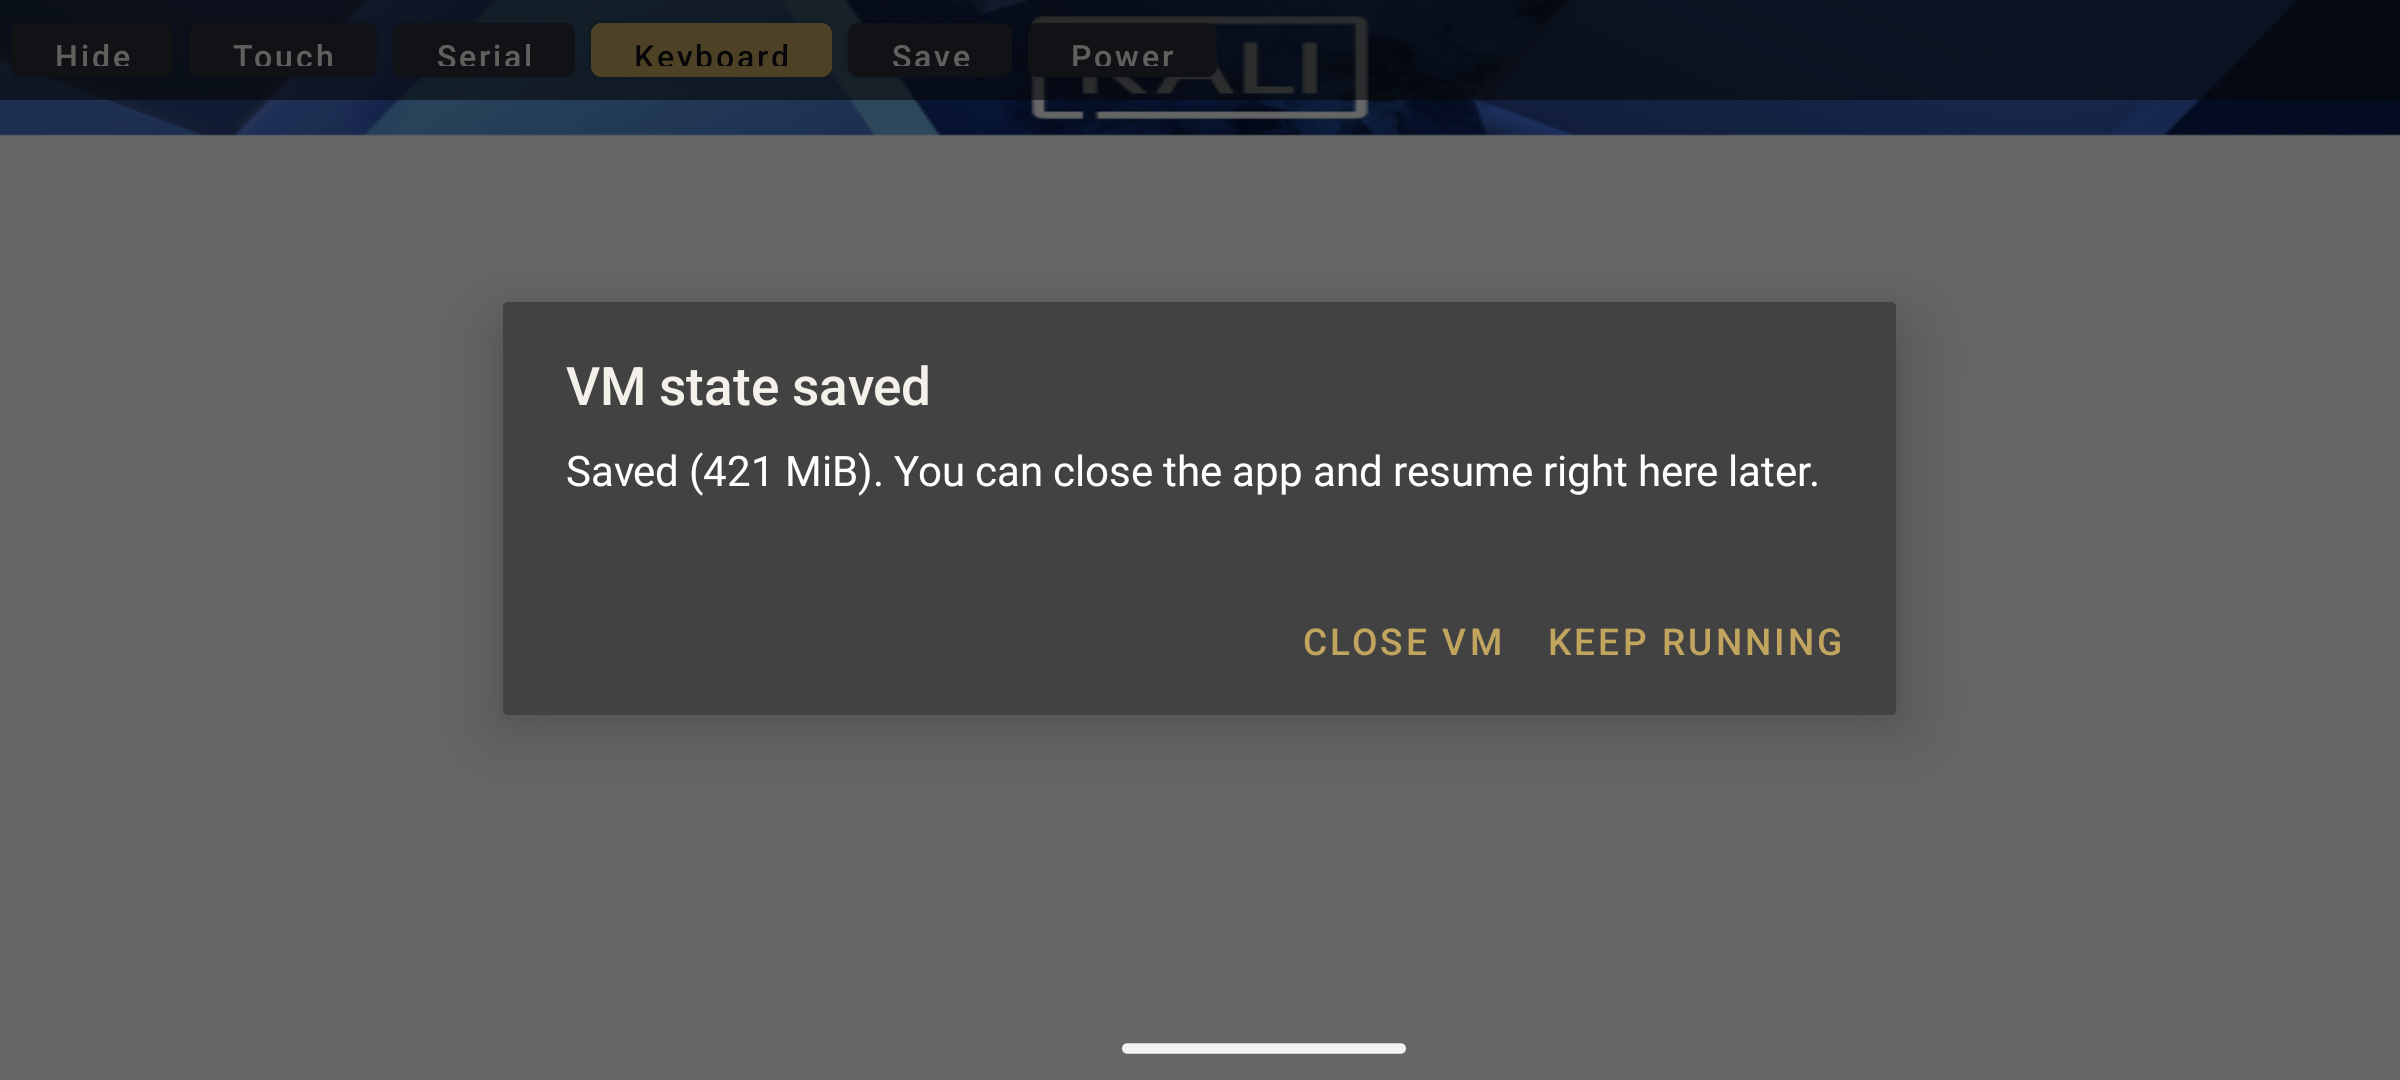 Hide Touch Serial Keyboard Save Power
KALI
VM state saved
Saved (421 MiB). You can close the app and resume right here later.
CLOSE VM KEEP RUNNING